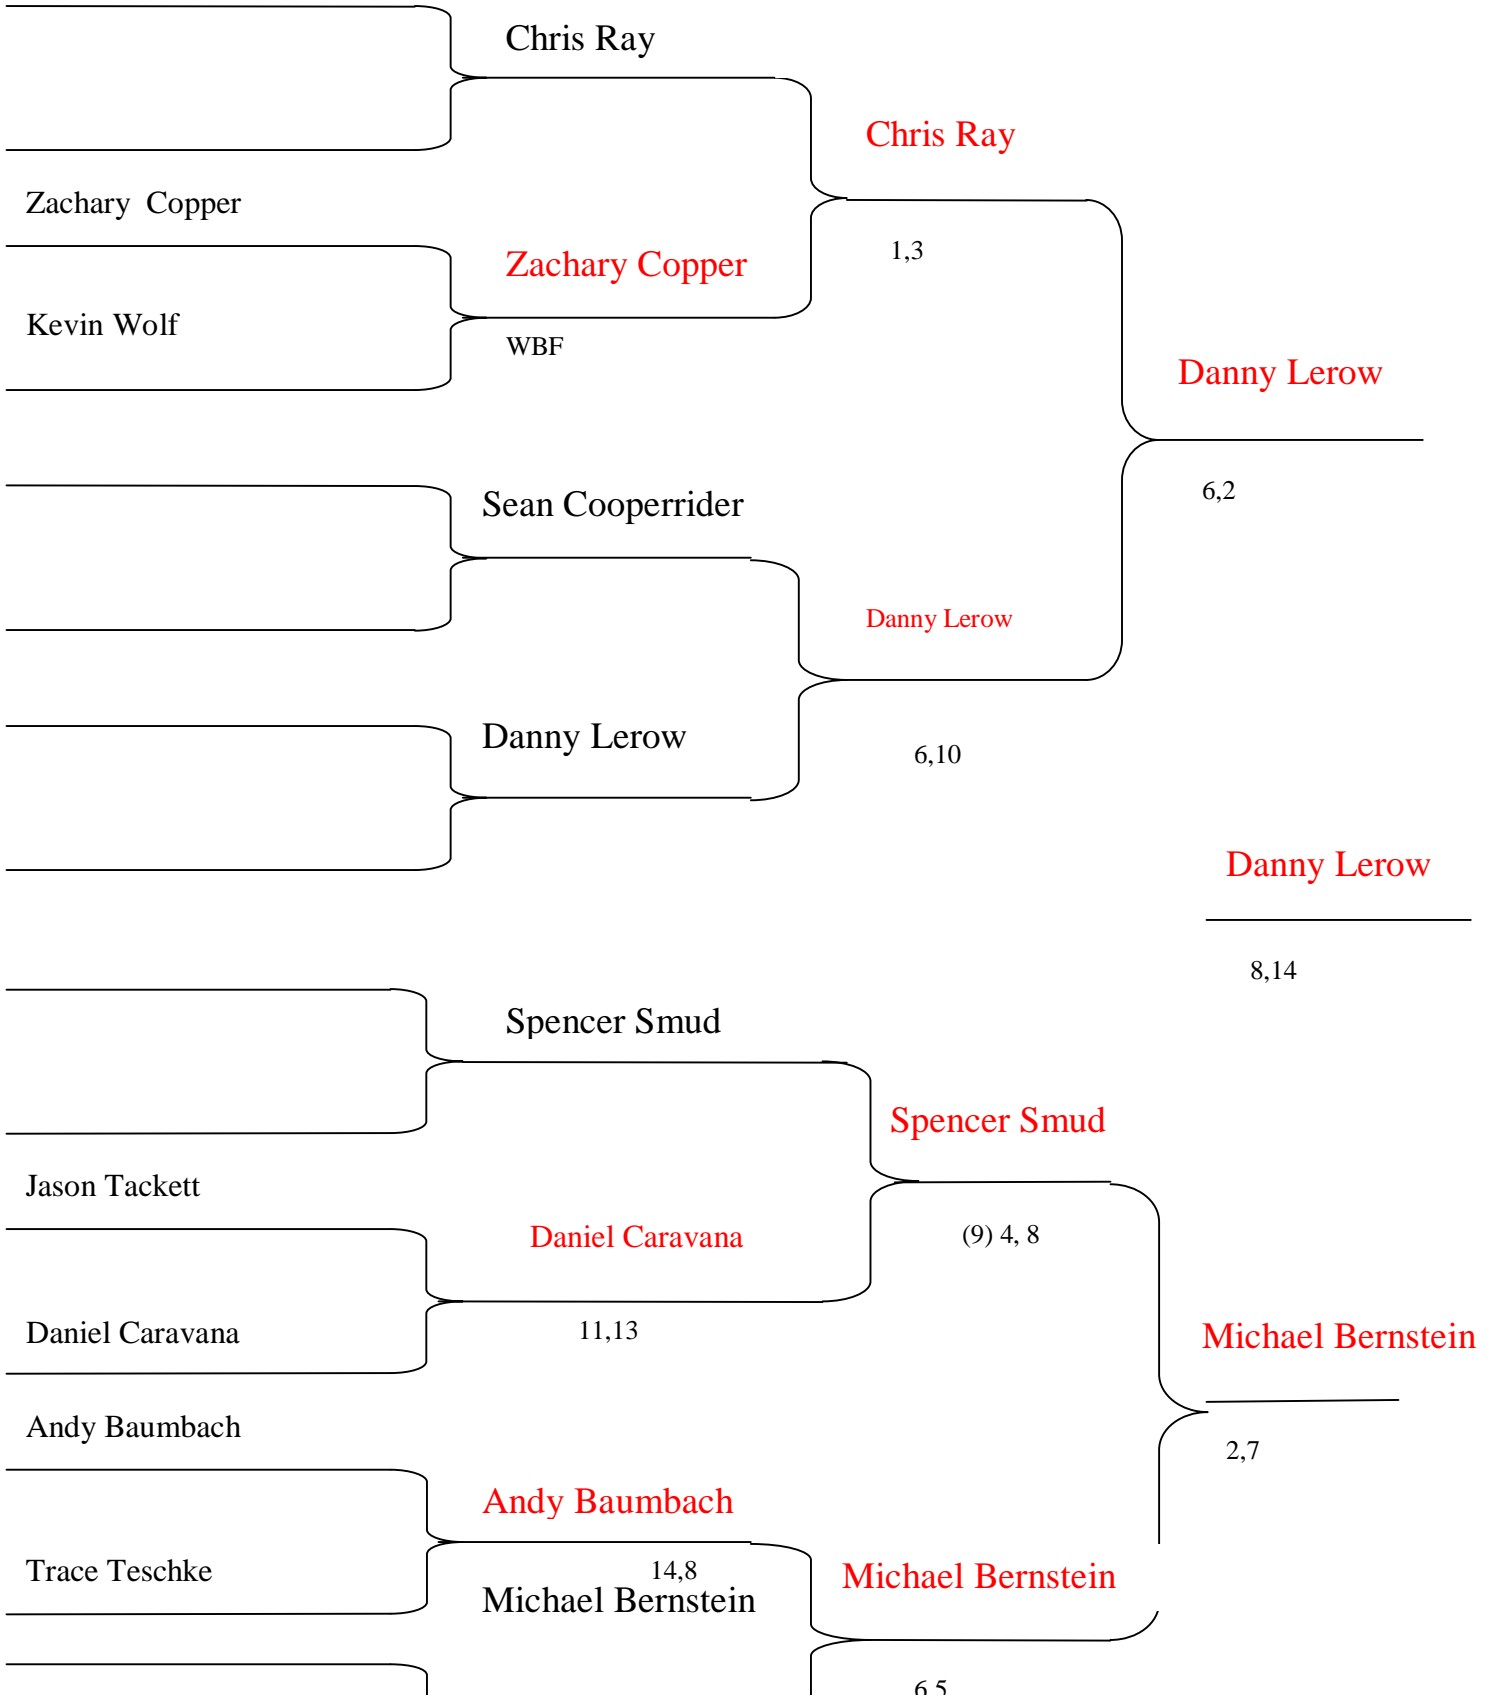 Chris Ray
Chris Ray
Zachary  Copper
1,3
Zachary Copper
Kevin Wolf
WBF
Danny Lerow
6,2
Sean Cooperrider
Danny Lerow
Danny Lerow
6,10
Danny Lerow
8,14
Spencer Smud
Spencer Smud
Jason Tackett
Daniel Caravana
(9) 4, 8
Daniel Caravana
11,13
Michael Bernstein
Andy Baumbach
2,7
Andy Baumbach
Trace Teschke
14,8
Michael Bernstein
Michael Bernstein
6,5